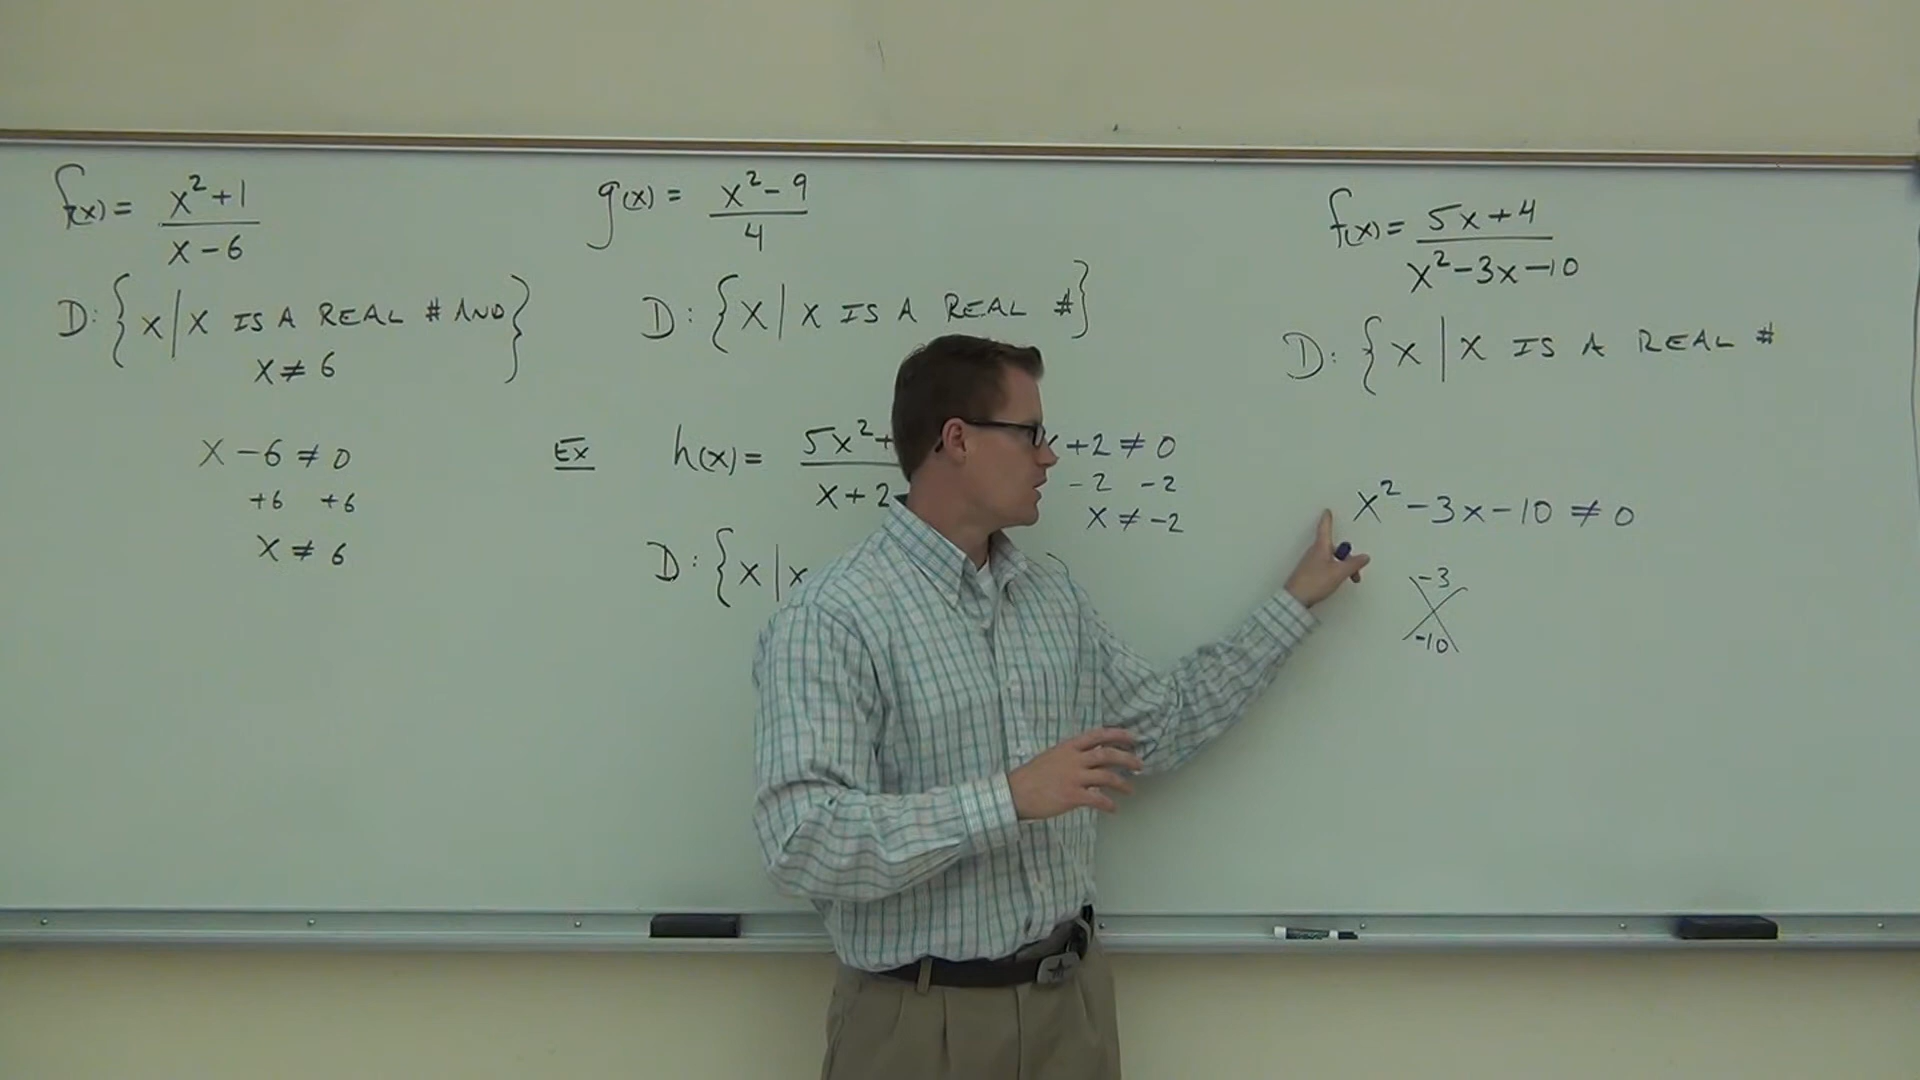 f(x) = x² + 1
x - 6
D: {x | x IS A REAL # AND}
x ≠ 6
x - 6 ≠ 0
+6 +6
x ≠ 6
g(x) = x² - 9
4
D: {x | x IS A REAL #}
Ex h(x) = 5x² +
x + 2
+ 2 ≠ 0
- 2 - 2
x ≠ -2
D: {x | x
f(x) = 5x + 4
x² - 3x - 10
D: {x | x IS A REAL #
x² - 3x - 10 ≠ 0
-3
-10